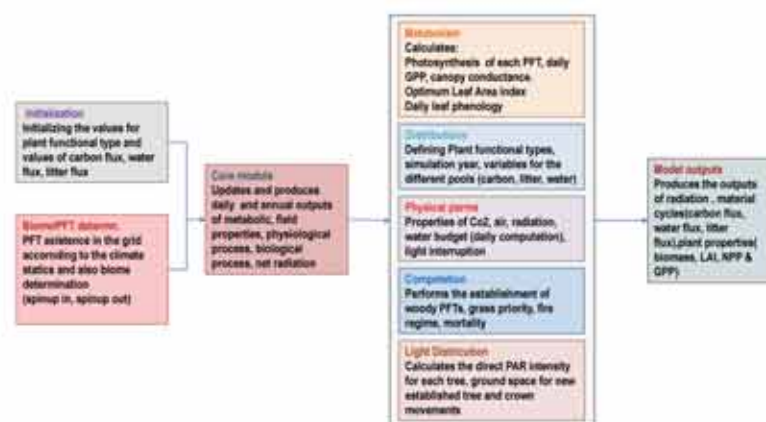 Initialization
Initializing the values for
plant functional type and
values of carbon flux, water
flux, litter flux
Biome/PFT determ.
PFT existence in the grid
according to the climate
statics and also biome
determination
(spinup in, spinup out)
Core module
Updates and produces
daily and annual outputs
of metabolic, field
properties, physiological
process, biological
process, net radiation
Metabolism
Calculates:
Photosynthesis of each PFT, daily
GPP, canopy conductance.
Optimum Leaf Area index
Daily leaf phenology
Defining Plant functional types,
simulation year, variables for the
different pools (carbon, litter, water)
Physical parms
Properties of Co2, air, radiation,
water budget (daily computation),
light interruption
Performs the establishment of
woody PFTs, grass priority, fire
regims, mortality
Light Distribution
Calculates the direct PAR intensity
for each tree, ground space for new
established tree and crown
movements
Model outputs
Produces the outputs
of radiation , material
cycles(carbon flux,
water flux, litter
flux),plant properties(
biomass, LAI, NPP &
GPP)